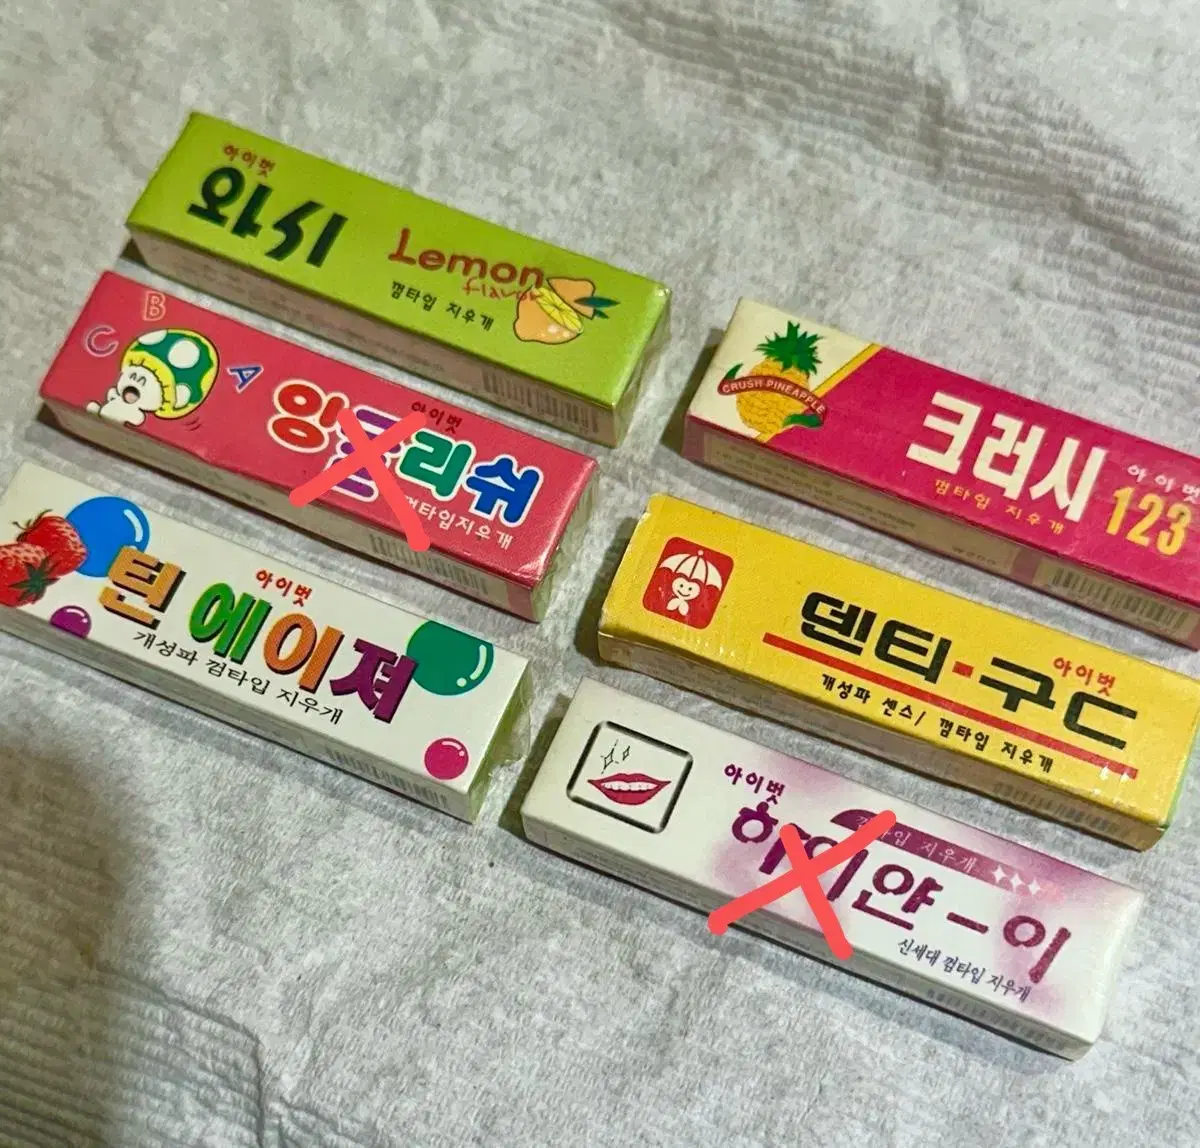 아이벗
와시
Lemon
flavor
껌타입 지우개
C B A
아이벗
잉글리쉬
껌타입지우개
아이벗
틴에이져
개성파 껌타입 지우개
CRUSH PINEAPPLE
크러시
아이벗
123
껌타입 지우개
덴티·구ㄷ
아이벗
개성파 센스/ 껌타입 지우개
아이벗
껌타입 지우개
하이얀-이
신세대 껌타입 지우개